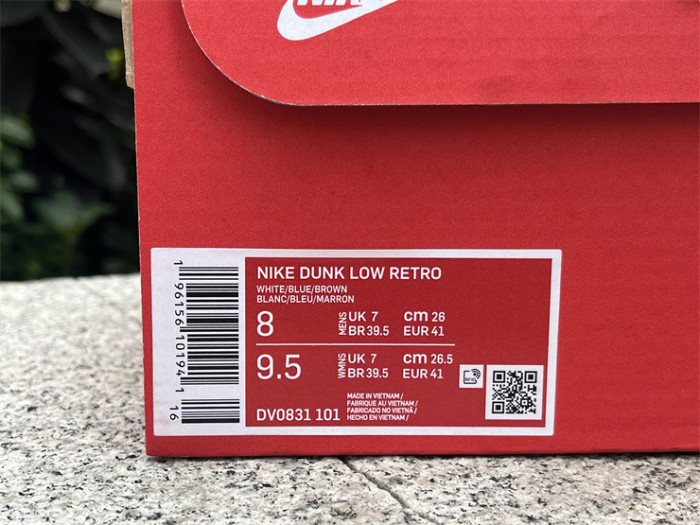 NIKE
NIKE DUNK LOW RETRO
WHITE/BLUE/BROWN
BLANC/BLEU/MARRON
8 MENS UK 7 cm 26
BR 39.5 EUR 41
9.5 WMNS UK 7 cm 26.5
BR 39.5 EUR 41
DV0831 101
MADE IN VIETNAM /
FABRIQUE AU VIETNAM /
FABRICADO NO VIETNÃ /
HECHO EN VIETNAM /
RFID
1 96156 10194 1
16